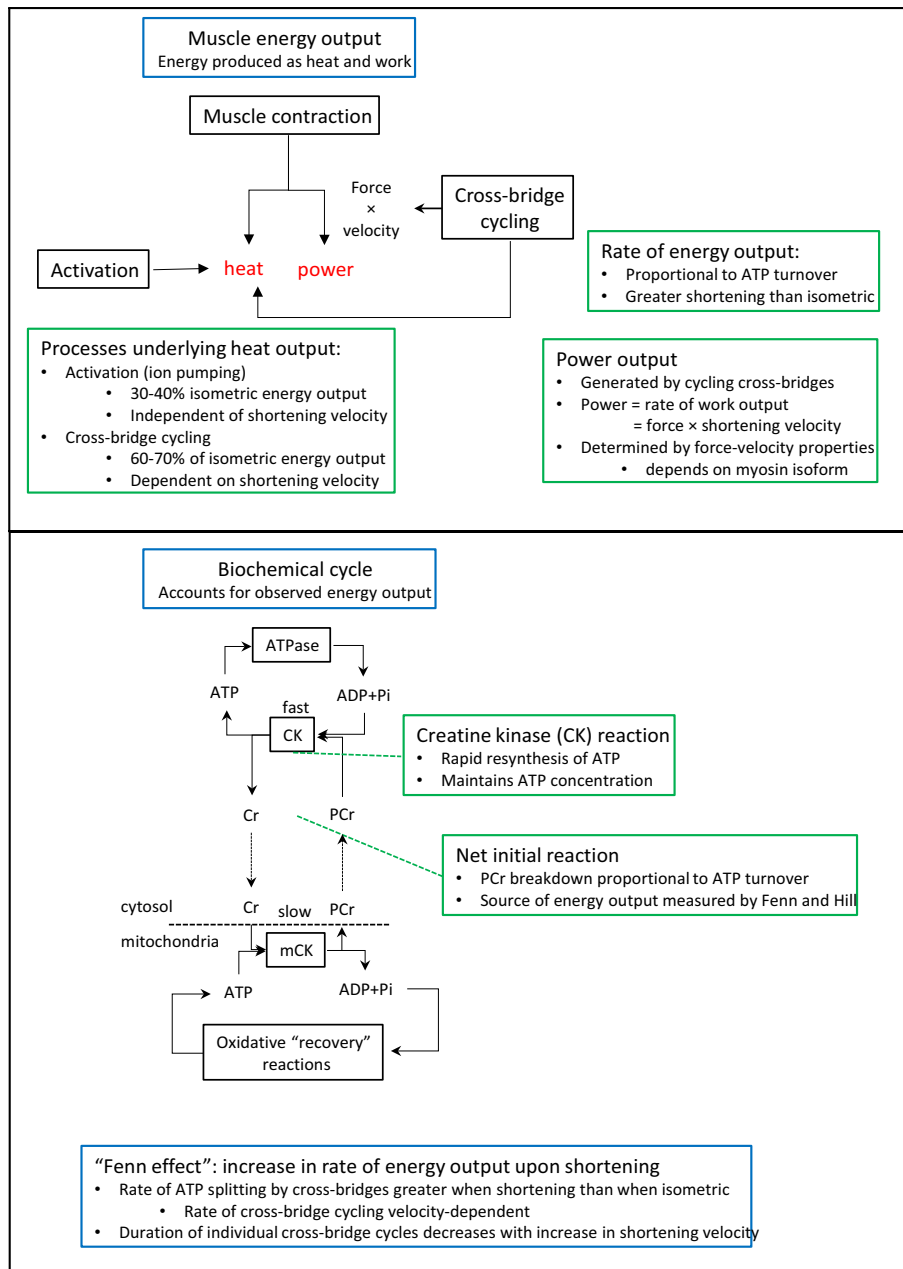 Muscle energy output
Energy produced as heat and work
Muscle contraction
Force
×
velocity
Cross-bridge
cycling
Activation
heat
power
Rate of energy output:
• Proportional to ATP turnover
• Greater shortening than isometric
Processes underlying heat output:
• Activation (ion pumping)
• 30-40% isometric energy output
• Independent of shortening velocity
• Cross-bridge cycling
• 60-70% of isometric energy output
• Dependent on shortening velocity
Power output
• Generated by cycling cross-bridges
• Power = rate of work output
= force × shortening velocity
• Determined by force-velocity properties
• depends on myosin isoform
Biochemical cycle
Accounts for observed energy output
ATPase
ATP
ADP+Pi
fast
CK
Creatine kinase (CK) reaction
• Rapid resynthesis of ATP
• Maintains ATP concentration
Cr
PCr
Net initial reaction
• PCr breakdown proportional to ATP turnover
• Source of energy output measured by Fenn and Hill
cytosol
Cr
slow
PCr
mitochondria
mCK
ATP
ADP+Pi
Oxidative “recovery”
reactions
“Fenn effect”: increase in rate of energy output upon shortening
• Rate of ATP splitting by cross-bridges greater when shortening than when isometric
• Rate of cross-bridge cycling velocity-dependent
• Duration of individual cross-bridge cycles decreases with increase in shortening velocity